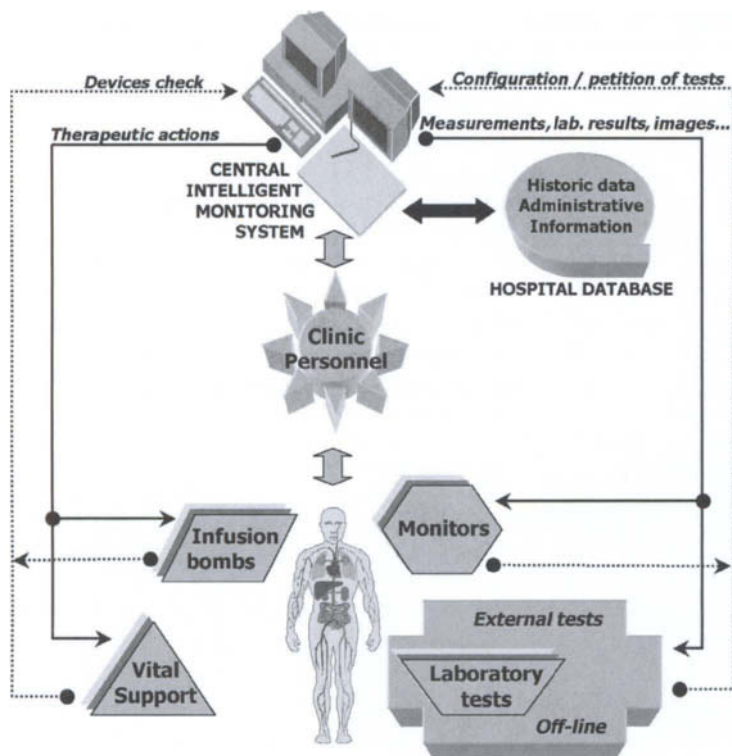 Devices check
Configuration / petition of tests
Therapeutic actions
Measurements, lab. results, images...
CENTRAL
INTELLIGENT
MONITORING
SYSTEM
Historic data
Administrative
Information
HOSPITAL DATABASE
Clinic
Personnel
Infusion
bombs
Monitors
External tests
Vital
Support
Laboratory
tests
Off-line